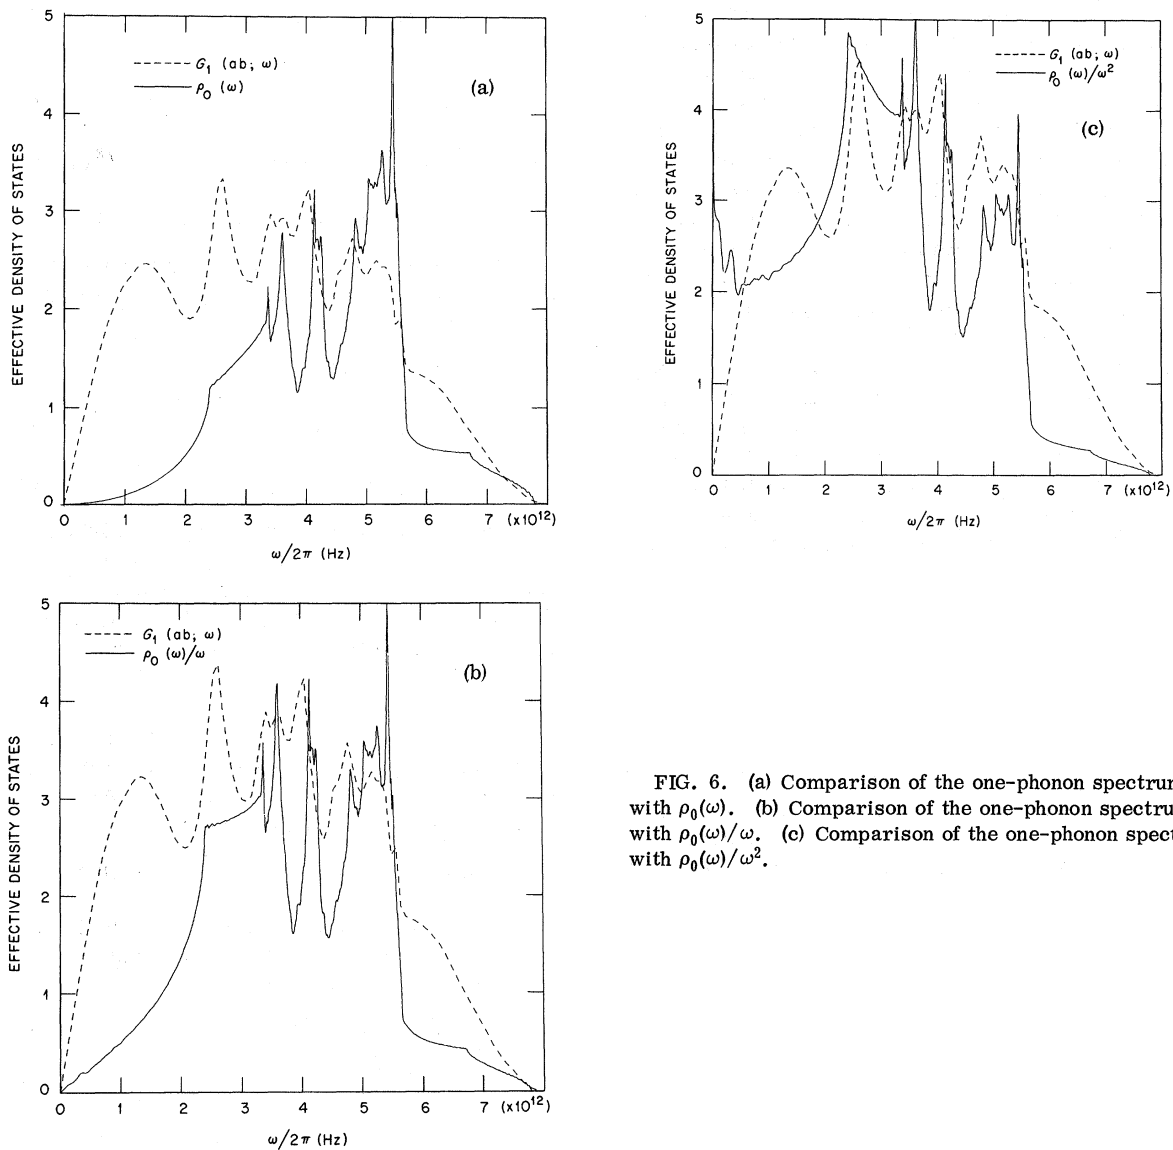 5
4
3
2
1
0
EFFECTIVE DENSITY OF STATES
G₁ (ab; ω)
ρ₀ (ω)
(a)
0 1 2 3 4 5 6 7 (x10¹²)
ω/2π (Hz)
5
4
3
2
1
0
EFFECTIVE DENSITY OF STATES
G₁ (ab; ω)
ρ₀ (ω)/ω²
(c)
0 1 2 3 4 5 6 7 (x10¹²)
ω/2π (Hz)
5
4
3
2
1
0
EFFECTIVE DENSITY OF STATES
G₁ (ab; ω)
ρ₀ (ω)/ω
(b)
0 1 2 3 4 5 6 7 (x10¹²)
ω/2π (Hz)
FIG. 6. (a) Comparison of the one-phonon spectru
with ρ₀(ω). (b) Comparison of the one-phonon spectru
with ρ₀(ω)/ω. (c) Comparison of the one-phonon spect
with ρ₀(ω)/ω².